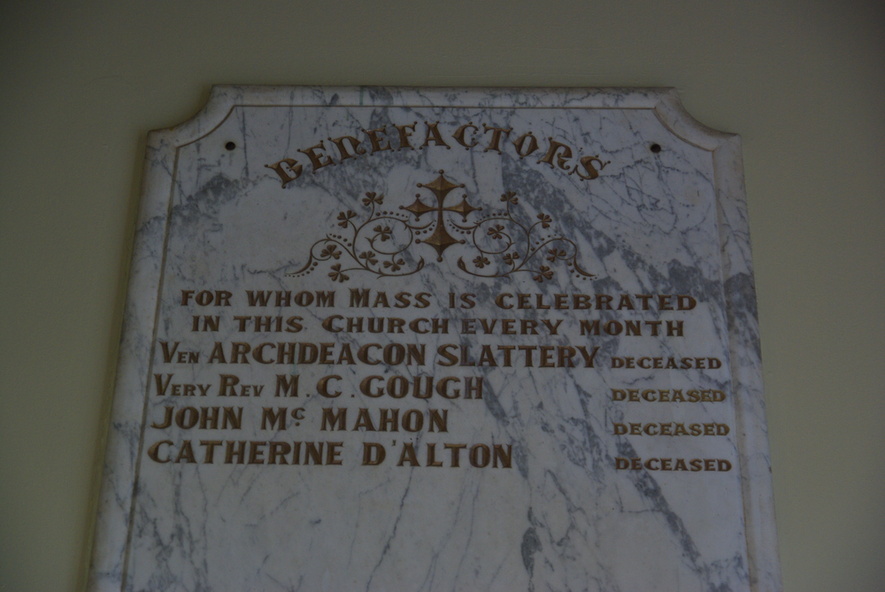 BENEFACTORS
FOR WHOM MASS IS CELEBRATED
IN THIS CHURCH EVERY MONTH
VEN ARCHDEACON SLATTERY DECEASED
VERY REV M. C. GOUGH DECEASED
JOHN Mc MAHON DECEASED
CATHERINE D'ALTON DECEASED